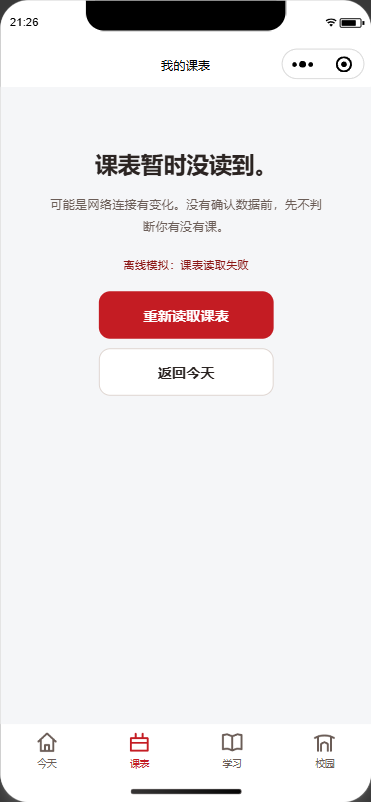 21:26
我的课表
课表暂时没读到。
可能是网络连接有变化。没有确认数据前，先不判
断你有没有课。
离线模拟：课表读取失败
重新读取课表
返回今天
今天
课表
学习
校园